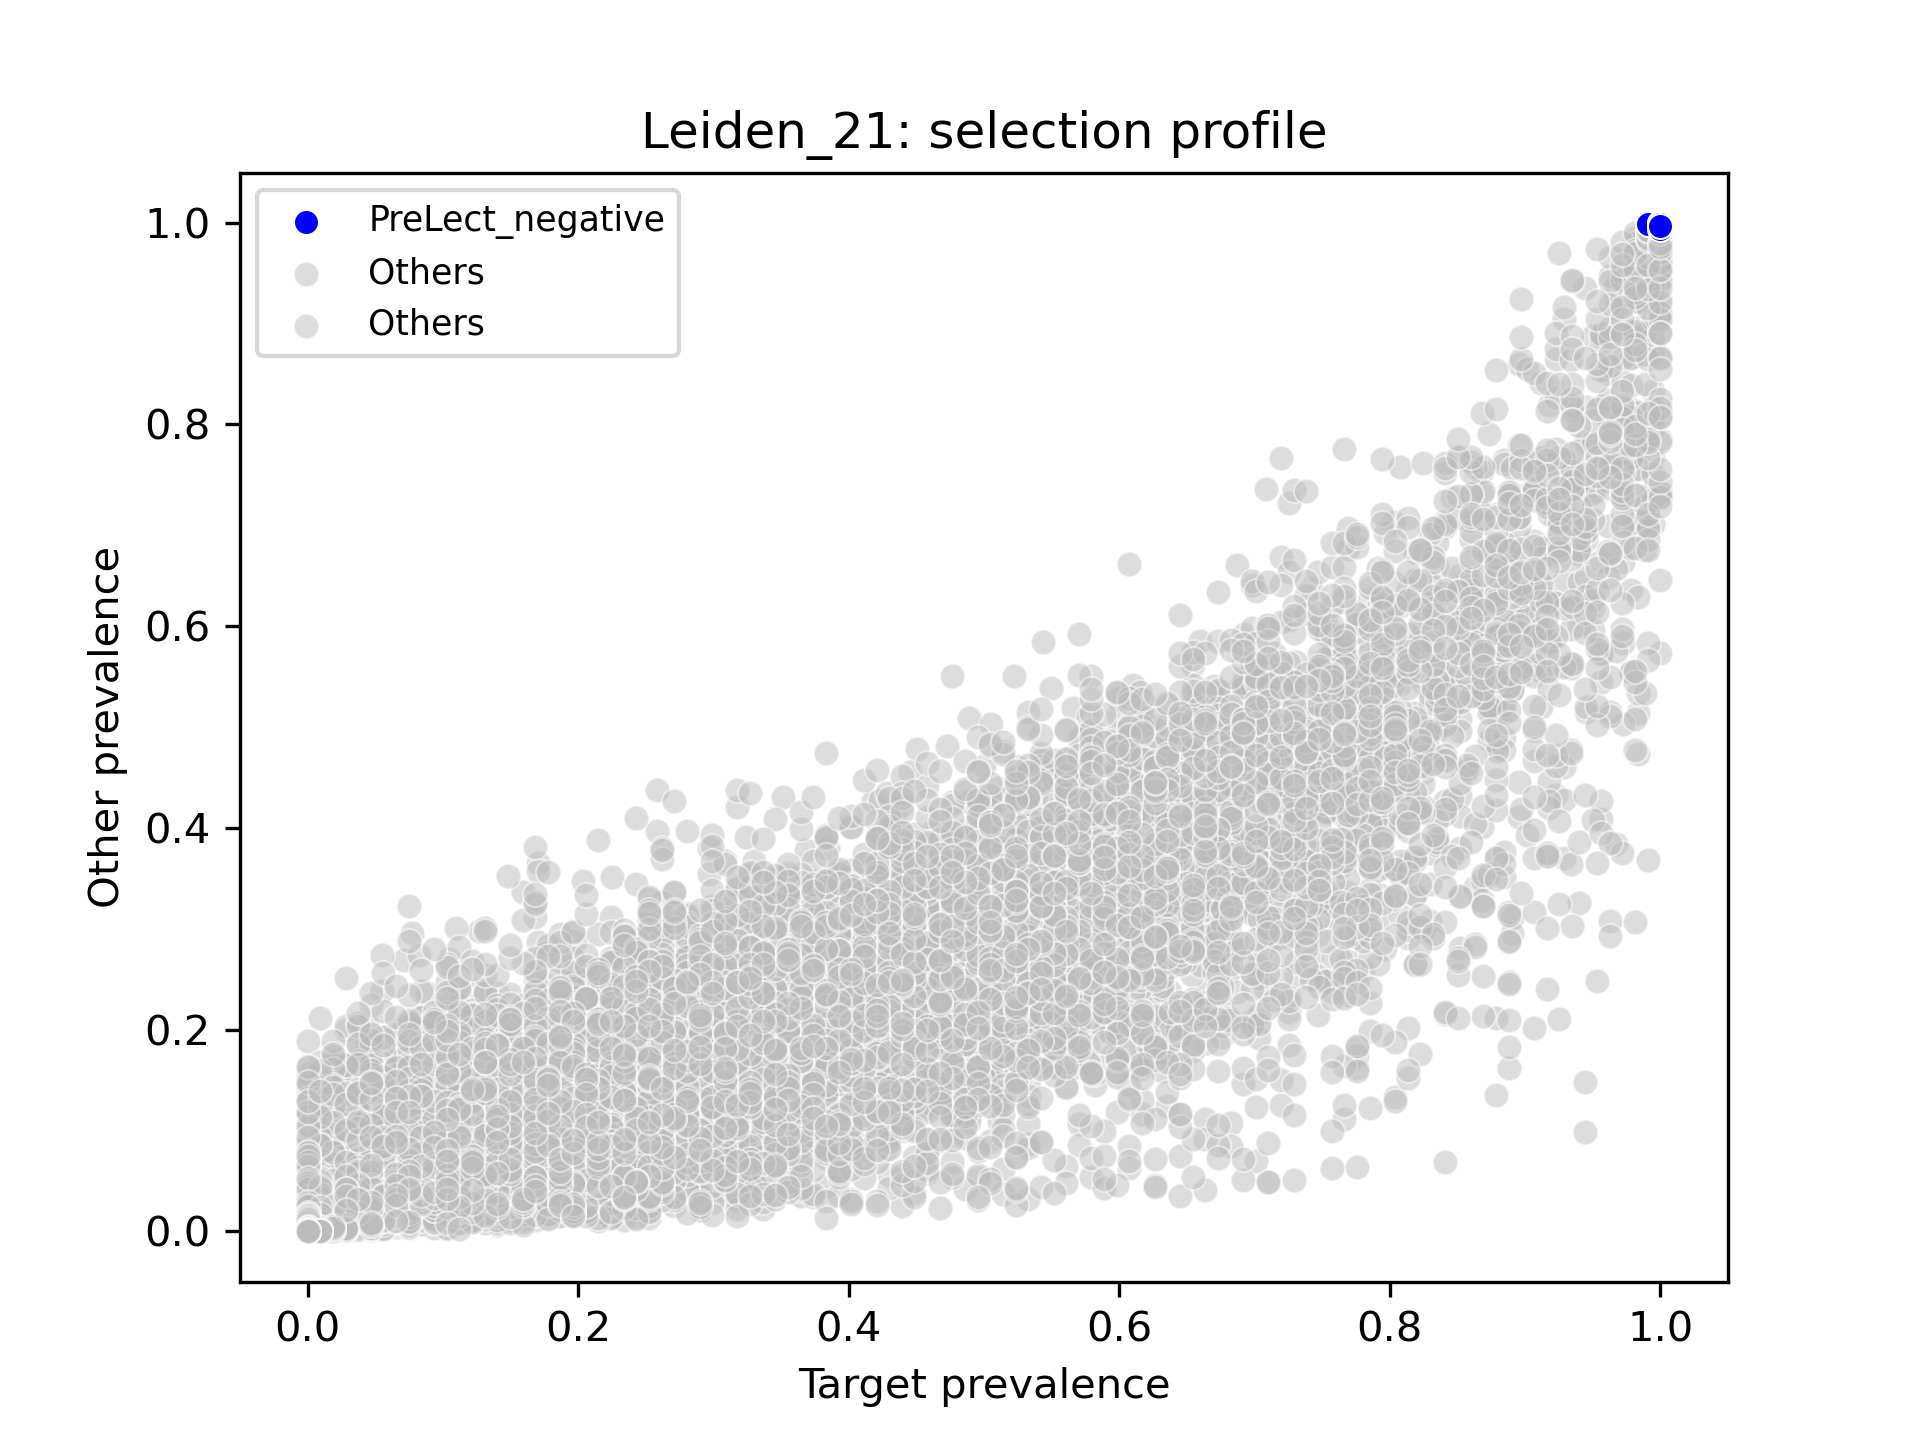 Leiden_21: selection profile
PreLect_negative
Others
Others
1.0
0.8
0.6
0.4
0.2
0.0
Other prevalence
0.0 0.2 0.4 0.6 0.8 1.0
Target prevalence